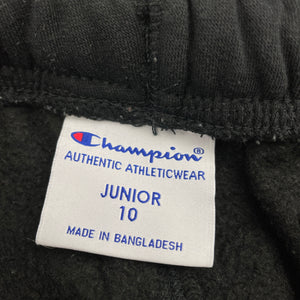 Champion®
AUTHENTIC ATHLETICWEAR
JUNIOR
10
MADE IN BANGLADESH